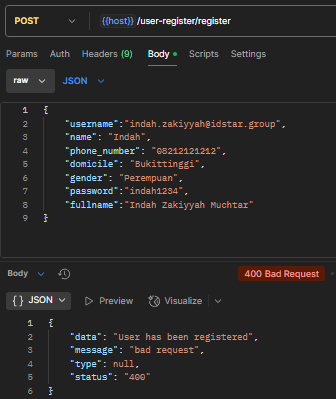 POST {{host}} /user-register/register
Params Auth Headers (9) Body Scripts Settings
raw JSON
1 {
2 "username":"indah.zakiyyah@idstar.group",
3 "name": "Indah",
4 "phone_number": "08212121212",
5 "domicile": "Bukittinggi",
6 "gender": "Perempuan",
7 "password":"indah1234",
8 "fullname":"Indah Zakiyyah Muchtar"
9 }
Body 400 Bad Request
{} JSON Preview Visualize
1 {
2 "data": "User has been registered",
3 "message": "bad request",
4 "type": null,
5 "status": "400"
6 }